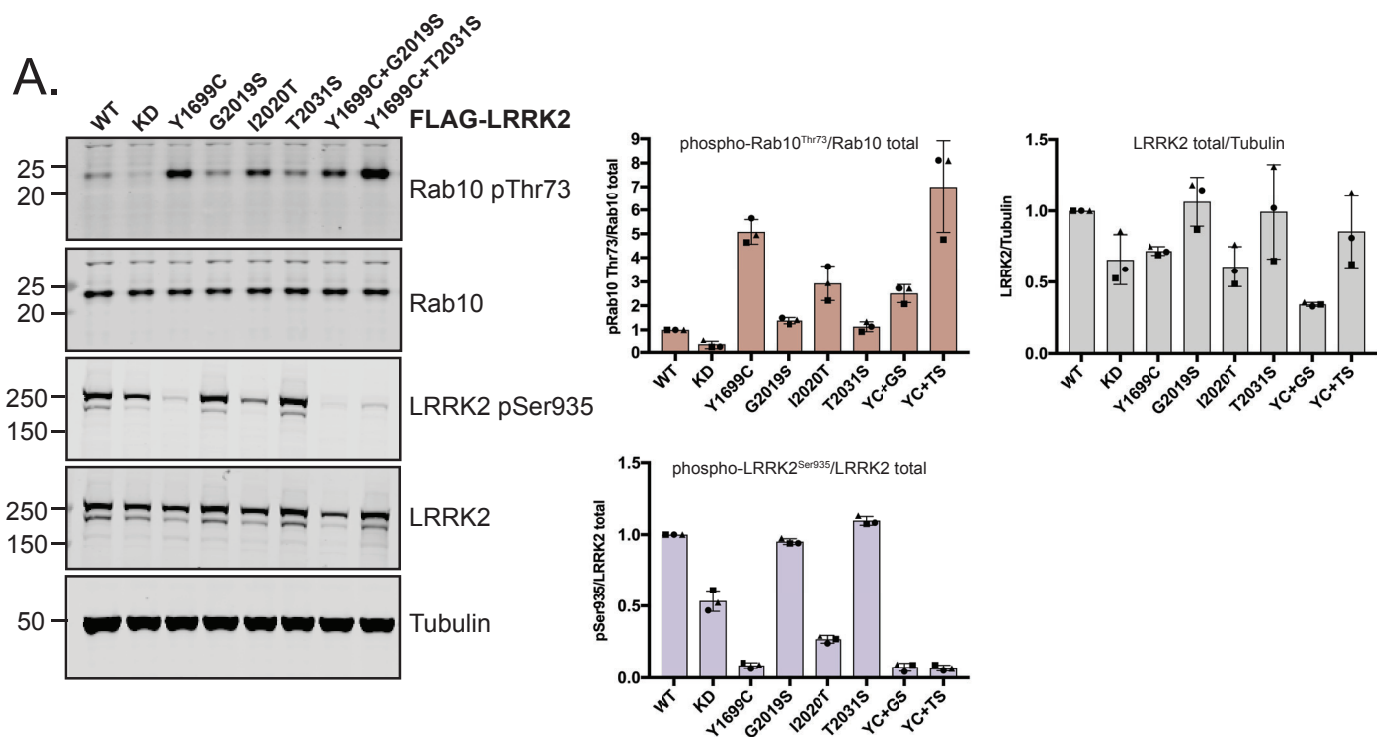 A.
WT
KD
Y1699C
G2019S
I2020T
T2031S
Y1699C+G2019S
Y1699C+T2031S
FLAG-LRRK2
25
20
Rab10 pThr73
25
20
Rab10
250
150
LRRK2 pSer935
250
150
LRRK2
50
Tubulin
phospho-Rab10Thr73/Rab10 total
pRab10 Thr73/Rab10 total
9
8
7
6
5
4
3
2
1
0
WT
KD
Y1699C
G2019S
I2020T
T2031S
YC+GS
YC+TS
LRRK2 total/Tubulin
LRRK2/Tubulin
1.5
1.0
0.5
0.0
WT
KD
Y1699C
G2019S
I2020T
T2031S
YC+GS
YC+TS
phospho-LRRK2Ser935/LRRK2 total
pSer935/LRRK2 total
1.5
1.0
0.5
0.0
WT
KD
Y1699C
G2019S
I2020T
T2031S
YC+GS
YC+TS